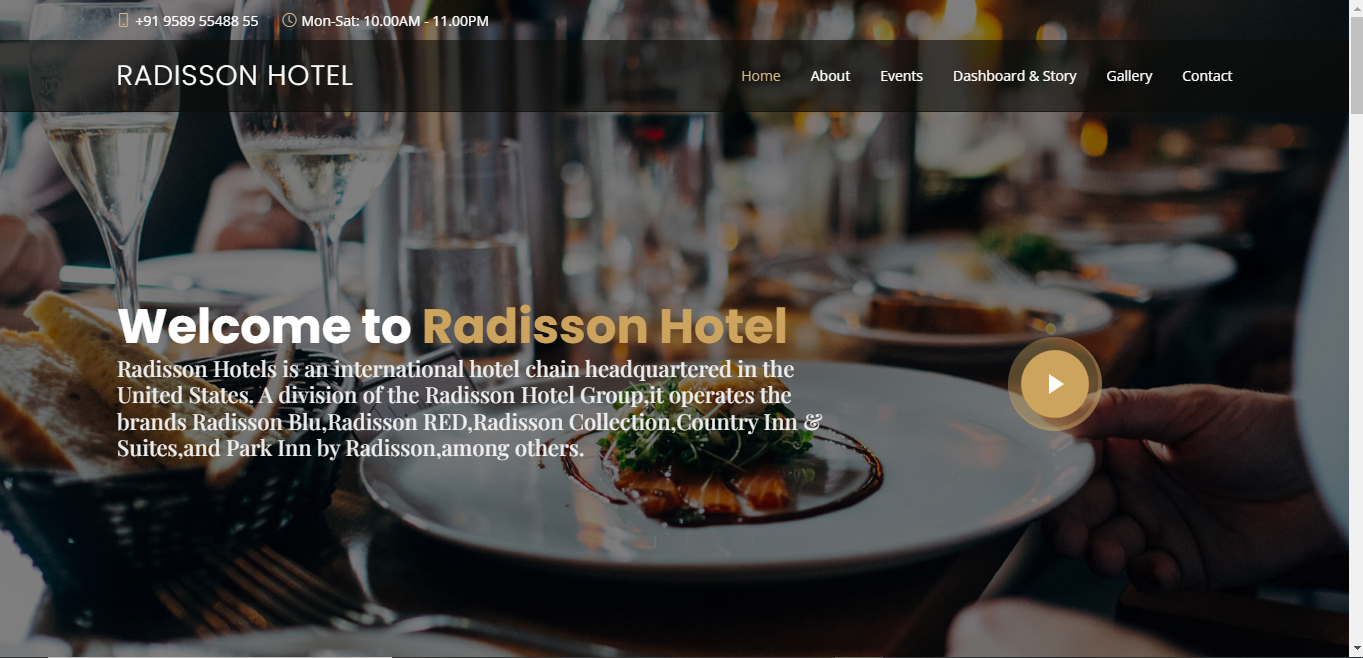 +91 9589 55488 55 Mon-Sat: 10.00AM - 11.00PM
RADISSON HOTEL Home About Events Dashboard & Story Gallery Contact
Welcome to Radisson Hotel
Radisson Hotels is an international hotel chain headquartered in the
United States. A division of the Radisson Hotel Group,it operates the
brands Radisson Blu,Radisson RED,Radisson Collection,Country Inn &
Suites,and Park Inn by Radisson,among others.